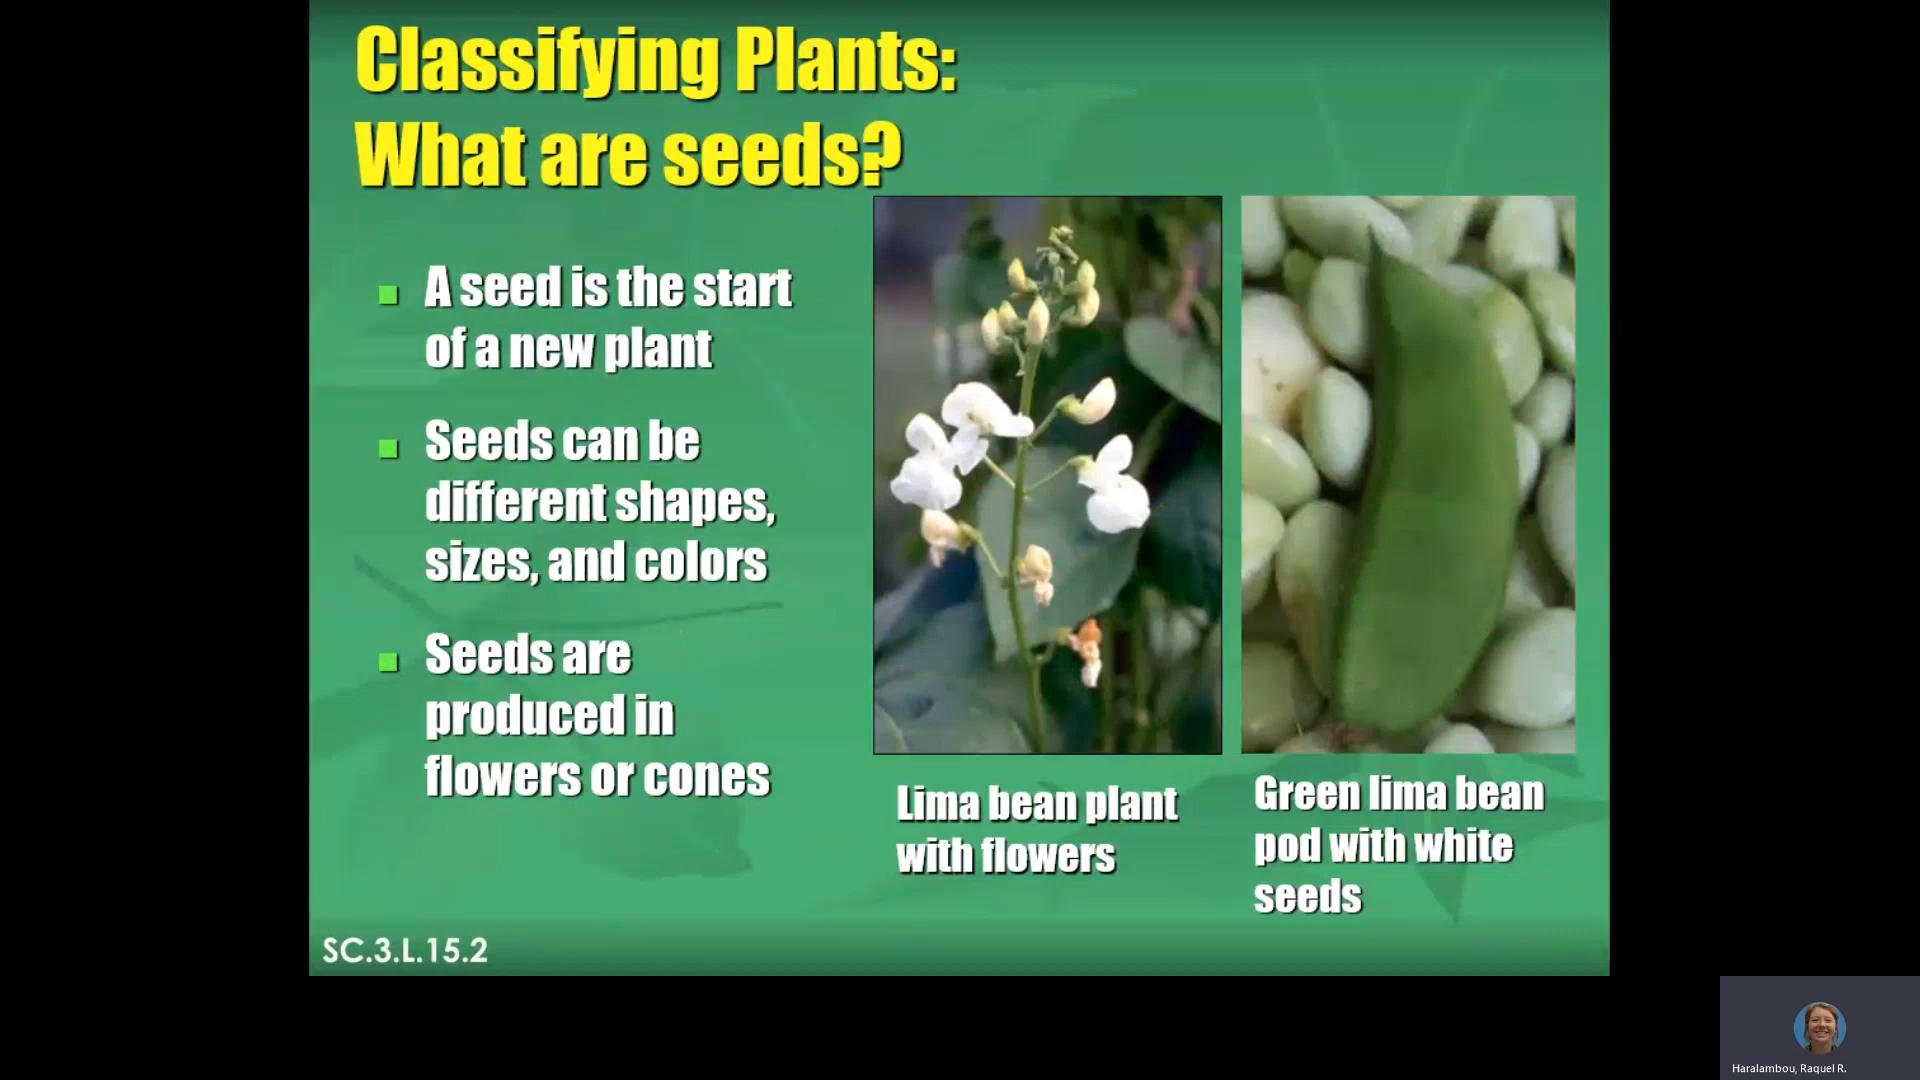 Classifying Plants:
What are seeds?
A seed is the start
of a new plant
Seeds can be
different shapes,
sizes, and colors
Seeds are
produced in
flowers or cones
Lima bean plant
with flowers
Green lima bean
pod with white
seeds
SC.3.L.15.2
Haralambou, Raquel R.